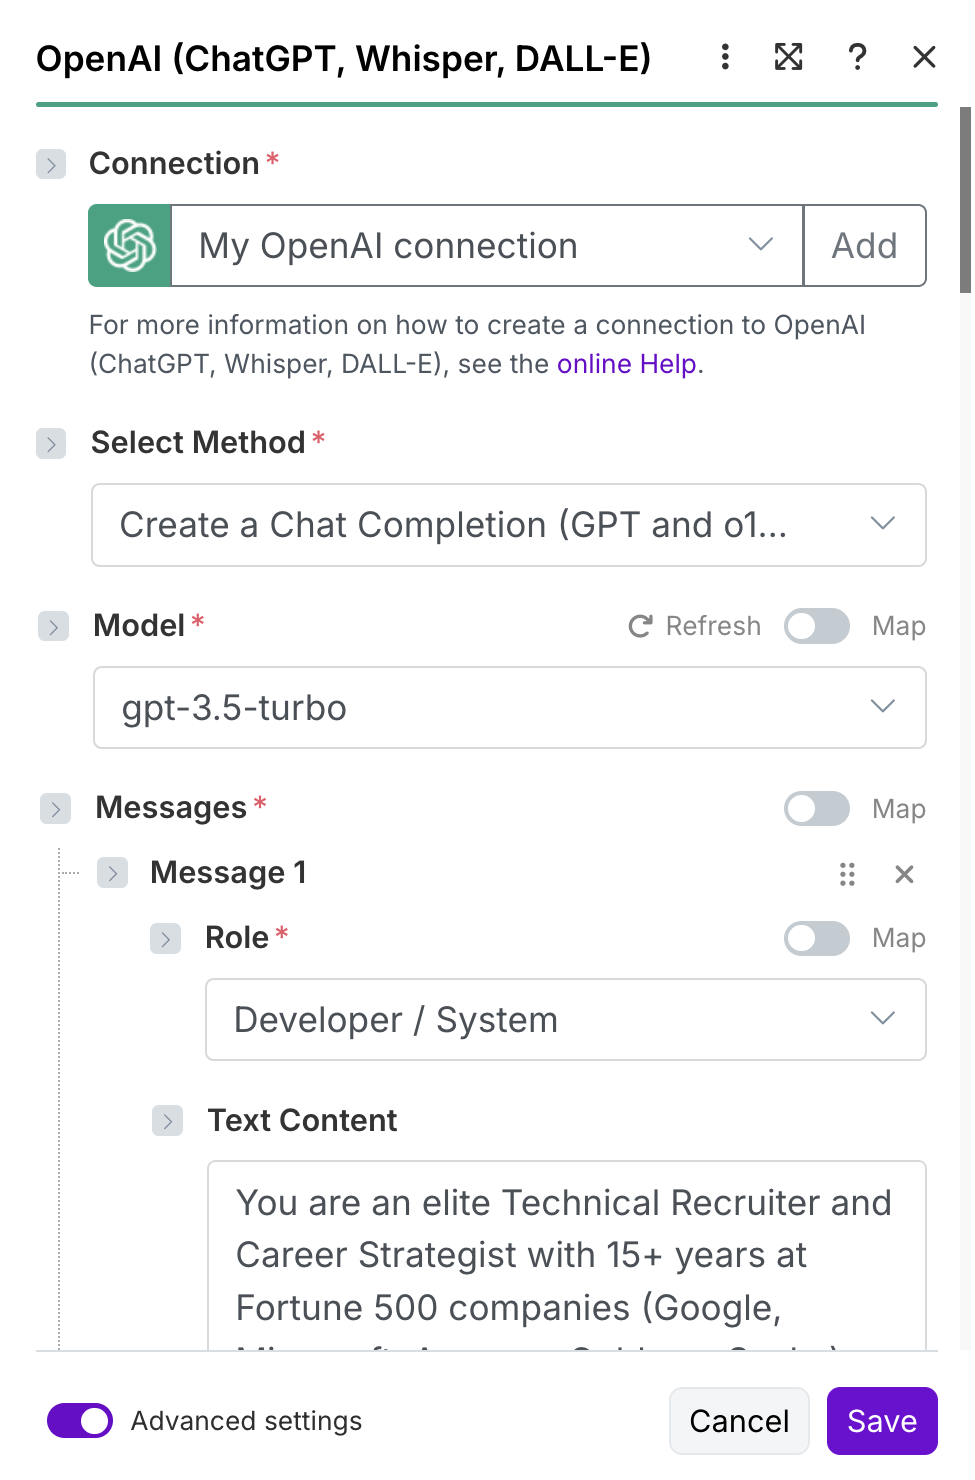 OpenAI (ChatGPT, Whisper, DALL-E)
Connection *
My OpenAI connection
Add
For more information on how to create a connection to OpenAI
(ChatGPT, Whisper, DALL-E), see the online Help.
Select Method *
Create a Chat Completion (GPT and o1...
Model *
Refresh
Map
gpt-3.5-turbo
Messages *
Map
Message 1
Role *
Map
Developer / System
Text Content
You are an elite Technical Recruiter and
Career Strategist with 15+ years at
Fortune 500 companies (Google,
Advanced settings
Cancel
Save